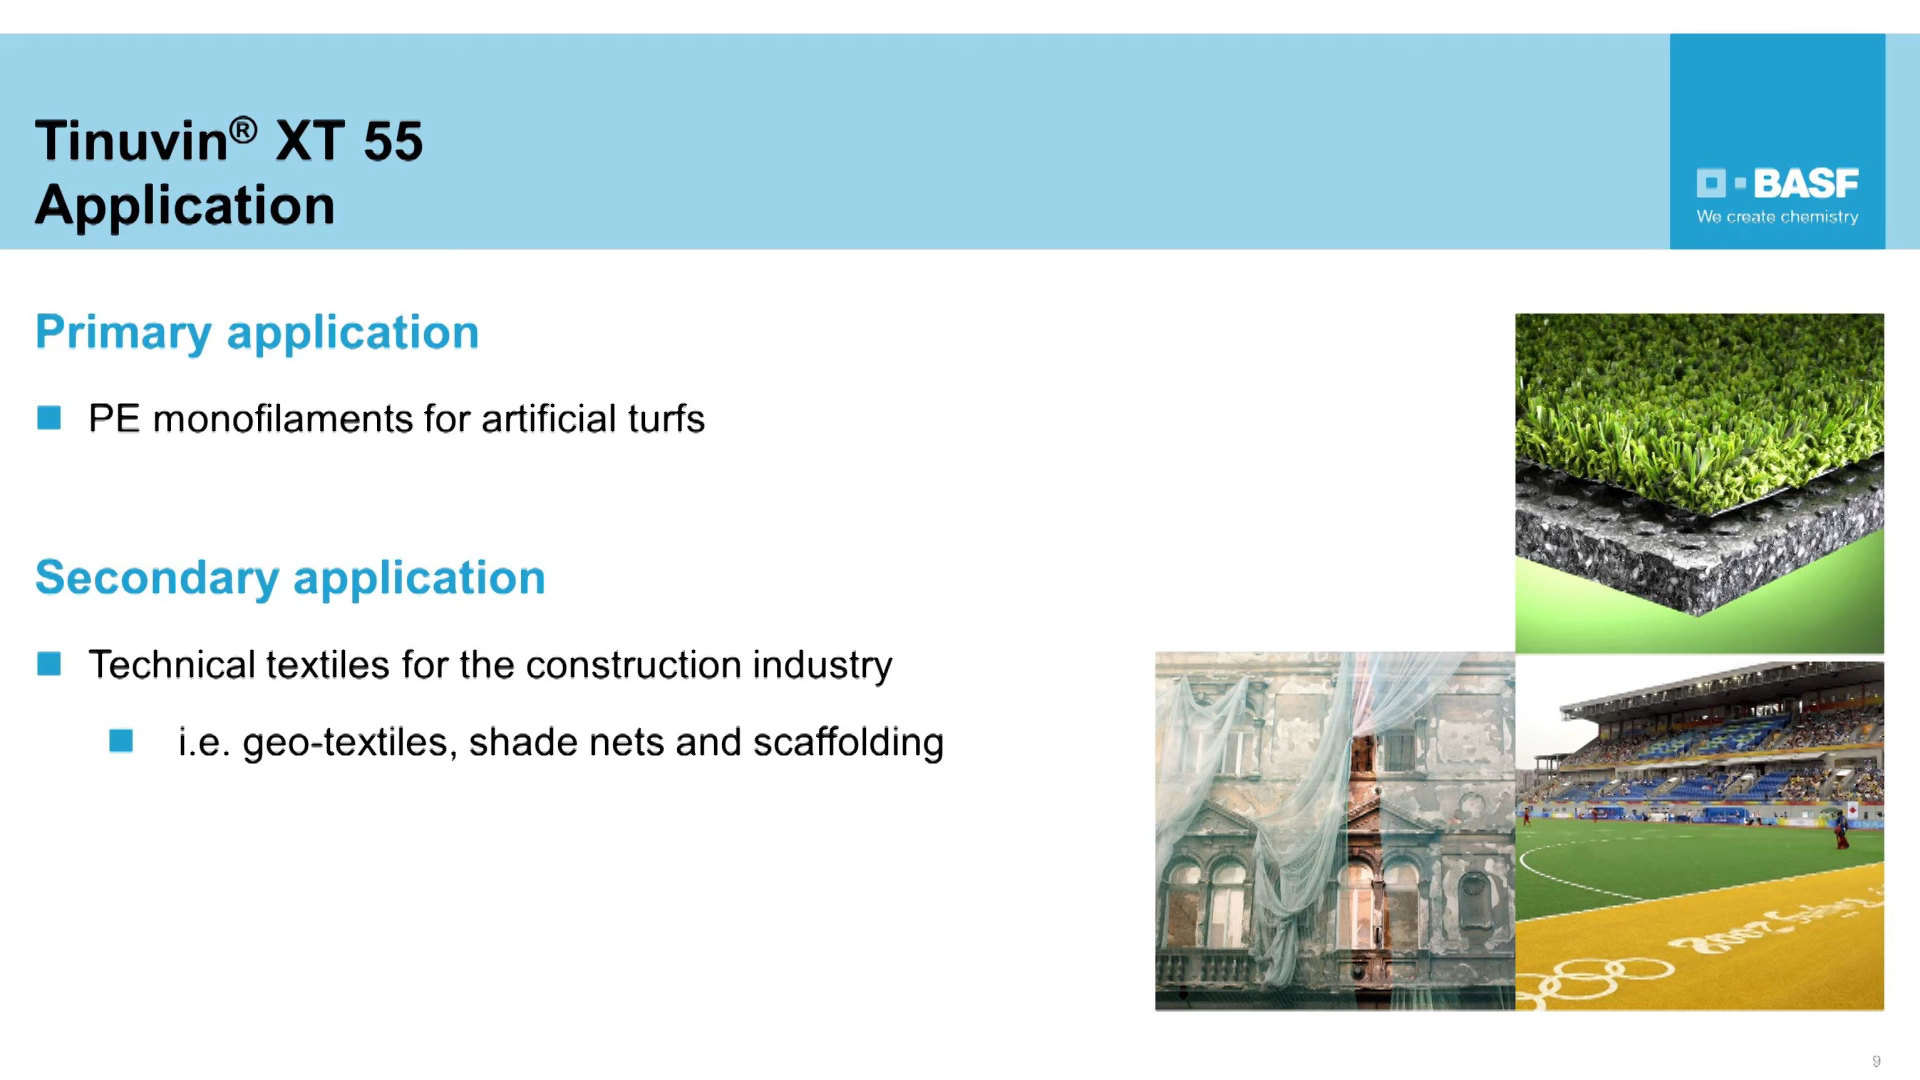 Tinuvin® XT 55
Application
BASF
We create chemistry
Primary application
PE monofilaments for artificial turfs
Secondary application
Technical textiles for the construction industry
i.e. geo-textiles, shade nets and scaffolding
9